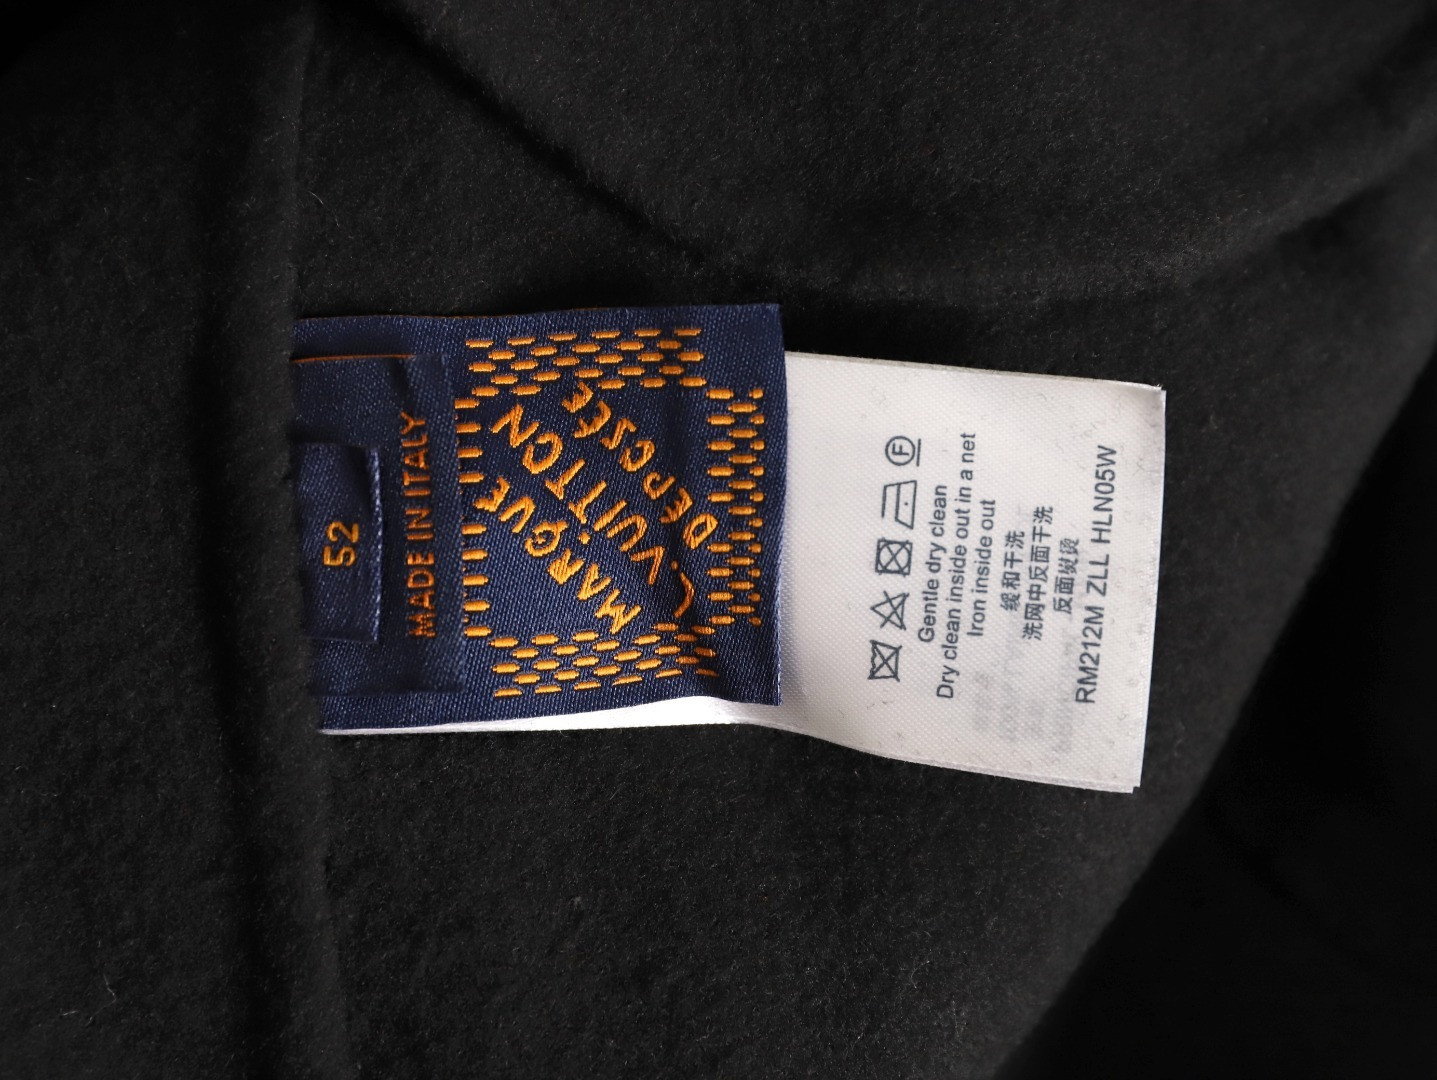 MARQUE
L.VUITTON
DÉPOSÉE
MADE IN ITALY
52
F
Gentle dry clean
Dry clean inside out in a net
Iron inside out
缓和干洗
洗网中反面干洗
反面熨烫
RM212M ZLL HLN05W